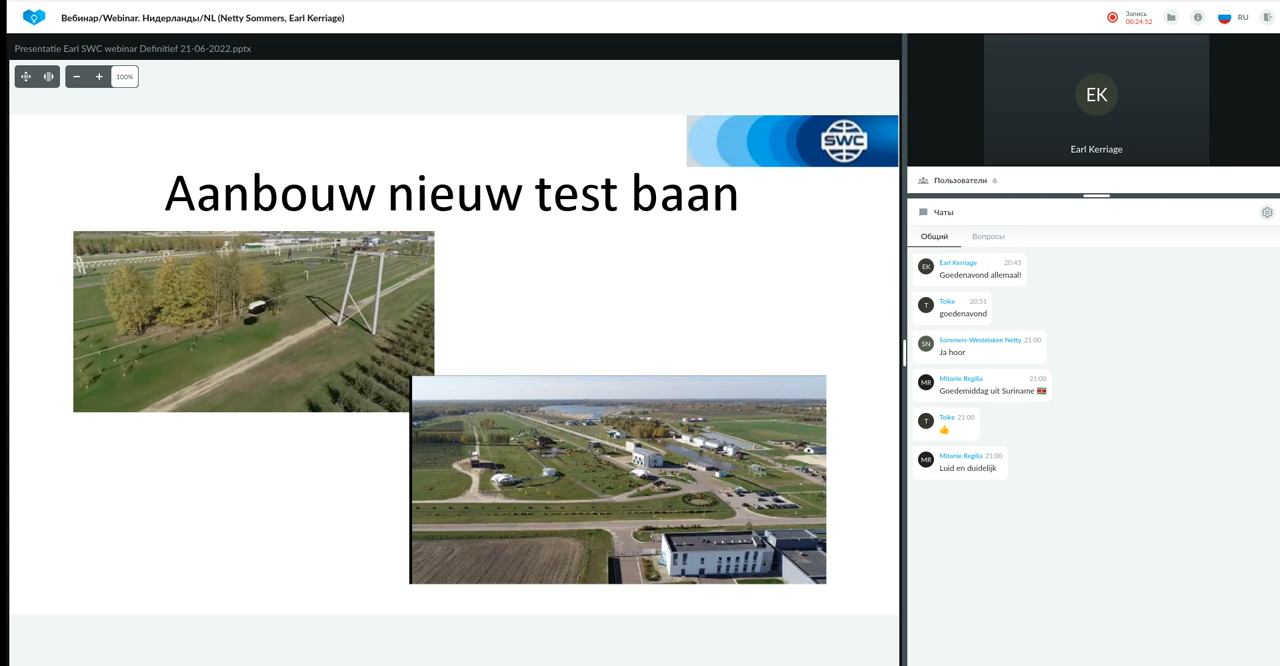 Вебинар/Webinar. Нидерланды/NL (Netty Sommers, Earl Kerriage)
Запись
00:24:52
RU
Presentatie Earl SWC webinar Definitief 21-06-2022.pptx
100%
SWC
Aanbouw nieuw test baan
EK
Earl Kerriage
Пользователи 6
Чаты
Общий Вопросы
EK Earl Kerriage 20:43
Goedenavond allemaal!
T Toike 20:51
goedenavond
SN Sommers-Westelaken Netty 21:00
Ja hoor
MR Mitanie Regilia 21:00
Goedemiddag uit Suriname 🇸🇷
T Toike 21:00
👍
MR Mitanie Regilia 21:00
Luid en duidelijk